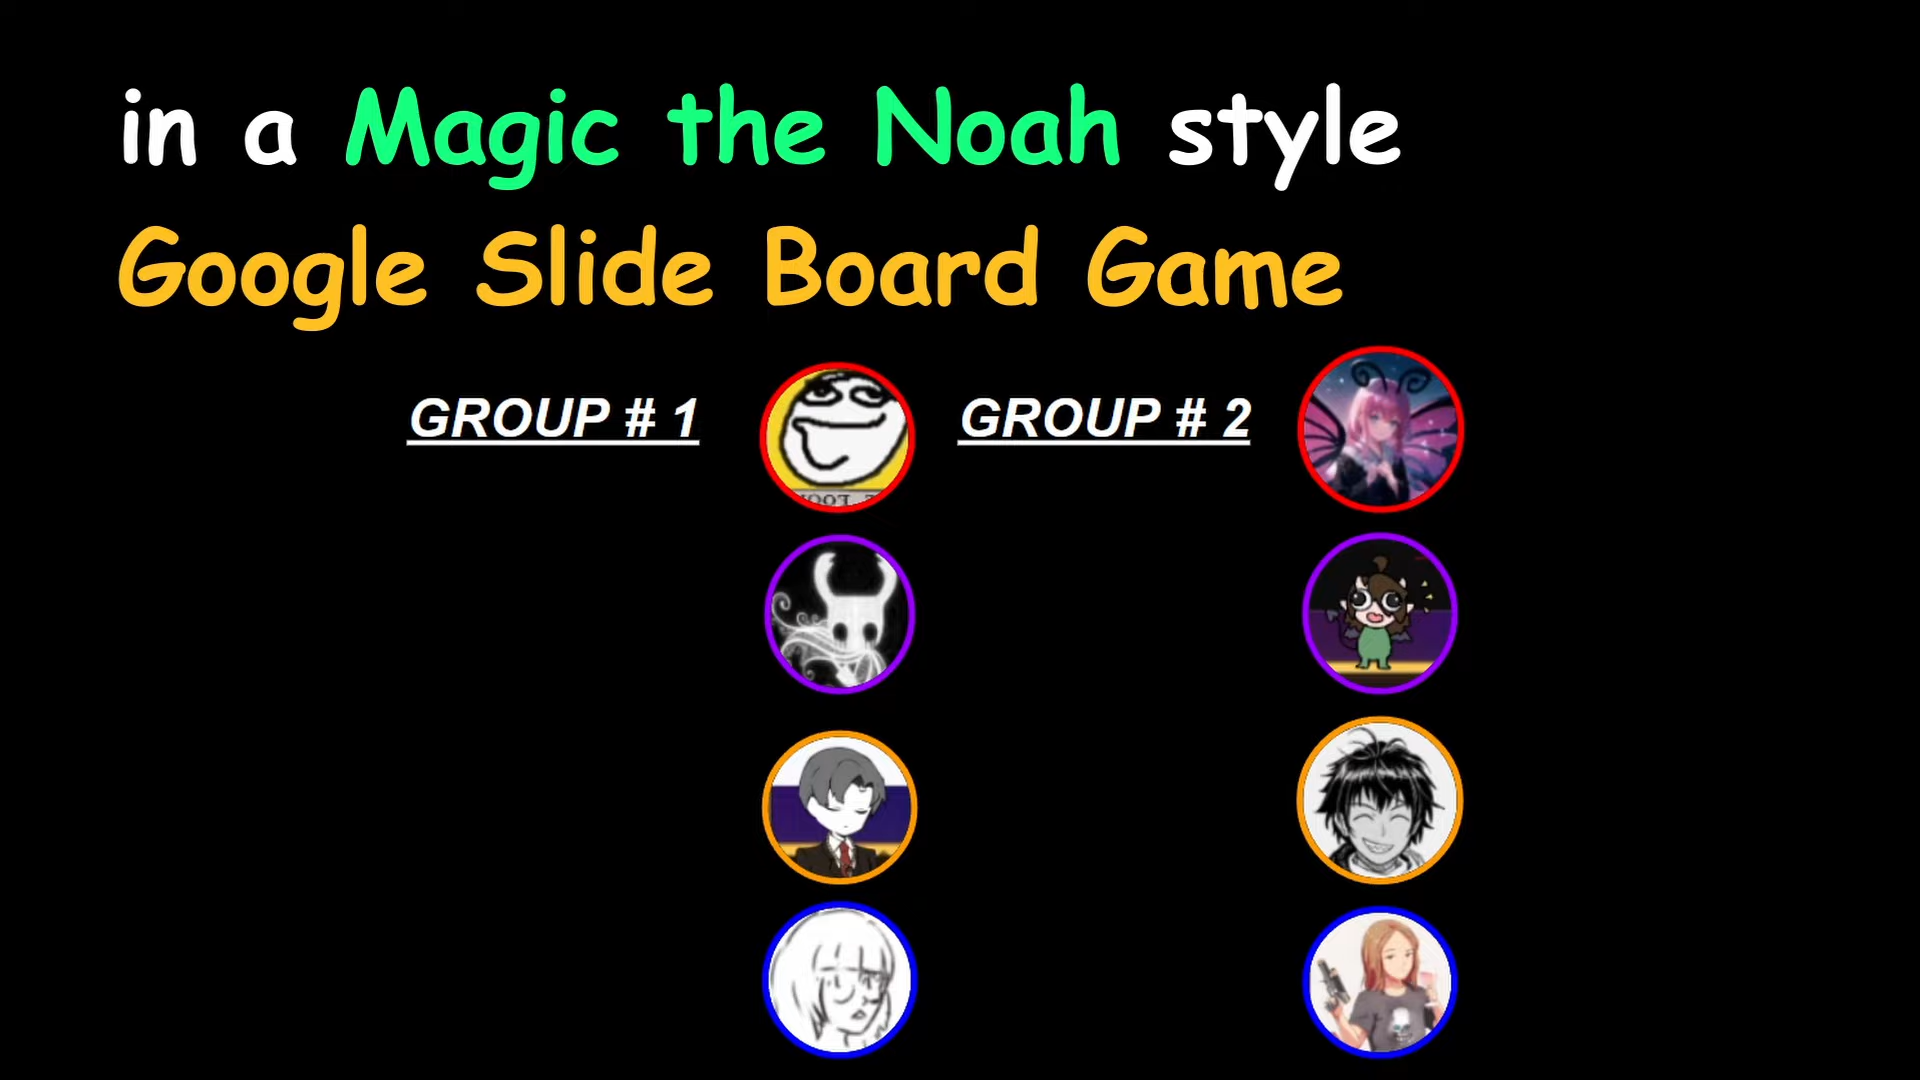 in a Magic the Noah style
Google Slide Board Game
GROUP # 1
GROUP # 2